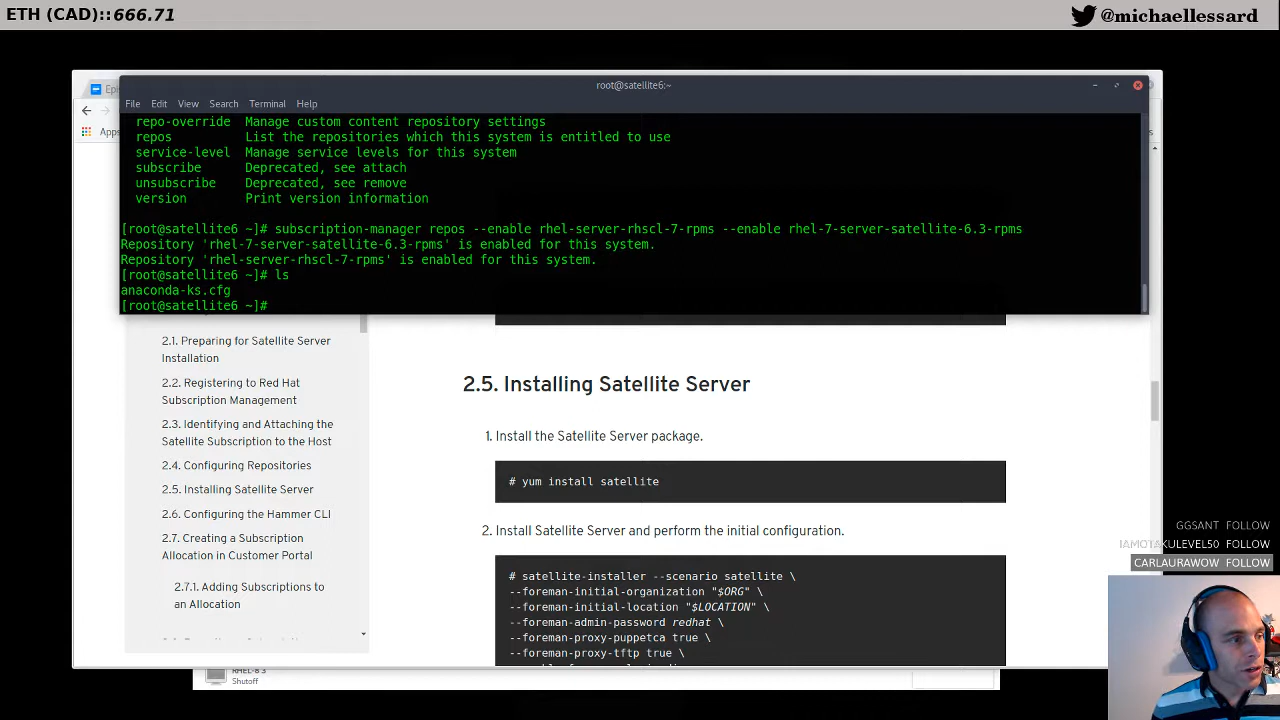 ETH (CAD)::666.71
@michaellessard
root@satellite6:~
File Edit View Search Terminal Help
Apps
repo-override Manage custom content repository settings
repos List the repositories which this system is entitled to use
service-level Manage service levels for this system
subscribe Deprecated, see attach
unsubscribe Deprecated, see remove
version Print version information
[root@satellite6 ~]# subscription-manager repos --enable rhel-server-rhscl-7-rpms --enable rhel-7-server-satellite-6.3-rpms
Repository 'rhel-7-server-satellite-6.3-rpms' is enabled for this system.
Repository 'rhel-server-rhscl-7-rpms' is enabled for this system.
[root@satellite6 ~]# ls
anaconda-ks.cfg
[root@satellite6 ~]#
2.1. Preparing for Satellite Server
Installation
2.2. Registering to Red Hat
Subscription Management
2.3. Identifying and Attaching the
Satellite Subscription to the Host
2.4. Configuring Repositories
2.5. Installing Satellite Server
2.6. Configuring the Hammer CLI
2.7. Creating a Subscription
Allocation in Customer Portal
2.7.1. Adding Subscriptions to
an Allocation
2.5. Installing Satellite Server
1. Install the Satellite Server package.
# yum install satellite
2. Install Satellite Server and perform the initial configuration.
# satellite-installer --scenario satellite \
--foreman-initial-organization "$ORG" \
--foreman-initial-location "$LOCATION" \
--foreman-admin-password redhat \
--foreman-proxy-puppetca true \
--foreman-proxy-tftp true \
GGSANT FOLLOW
IAMOTAKULEVEL50 FOLLOW
CARLAURAWOW FOLLOW
Shutoff